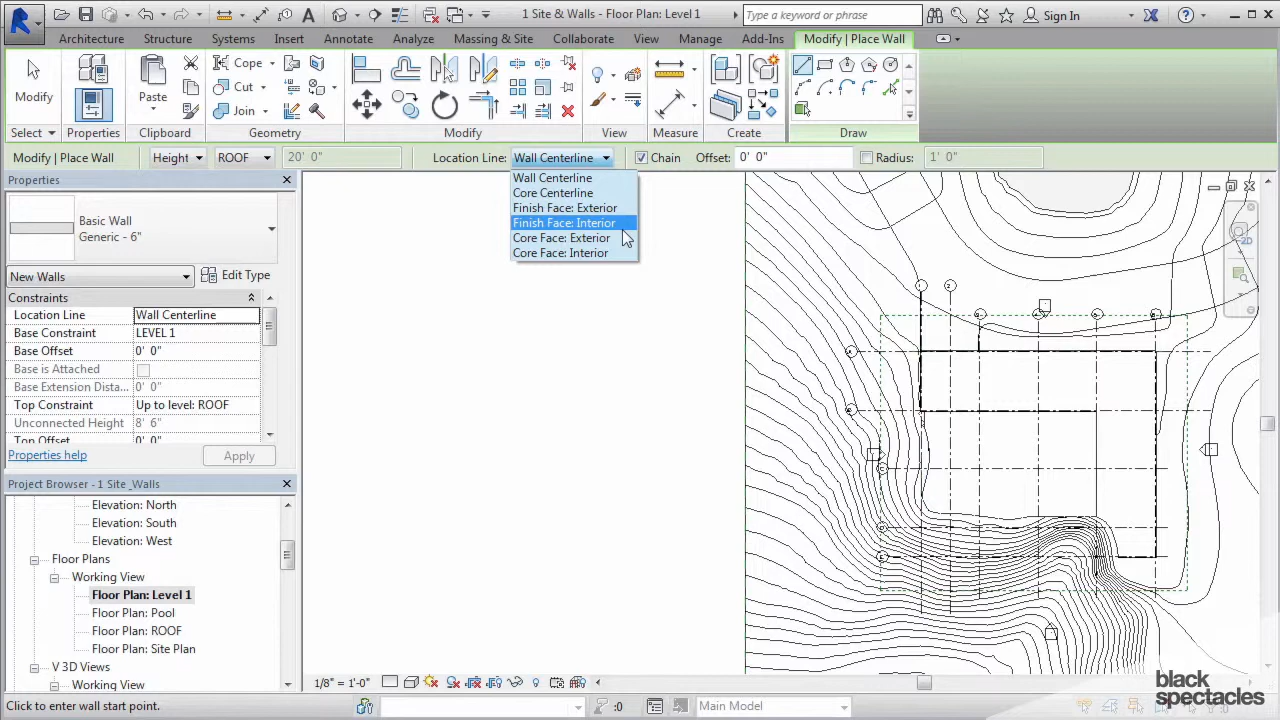 1 Site & Walls - Floor Plan: Level 1
Type a keyword or phrase
Sign In
Architecture Structure Systems Insert Annotate Analyze Massing & Site Collaborate View Manage Add-Ins Modify | Place Wall
Modify
Paste
Cope
Cut
Join
Select Properties Clipboard Geometry Modify View Measure Create Draw
Modify | Place Wall Height ROOF 20' 0" Location Line: Wall Centerline Chain Offset: 0' 0" Radius: 1' 0"
Wall Centerline
Core Centerline
Finish Face: Exterior
Finish Face: Interior
Core Face: Exterior
Core Face: Interior
Properties
Basic Wall
Generic - 6"
New Walls Edit Type
Constraints
Location Line Wall Centerline
Base Constraint LEVEL 1
Base Offset 0' 0"
Base is Attached
Base Extension Dista...
Top Constraint Up to level: ROOF
Unconnected Height 8' 6"
Top Offset 0' 0"
Properties help Apply
Project Browser - 1 Site _Walls
Elevation: North
Elevation: South
Elevation: West
Floor Plans
Working View
Floor Plan: Level 1
Floor Plan: Pool
Floor Plan: ROOF
Floor Plan: Site Plan
V 3D Views
Working View
2D
1/8" = 1'-0"
Click to enter wall start point.
:0
Main Model
black
spectacles